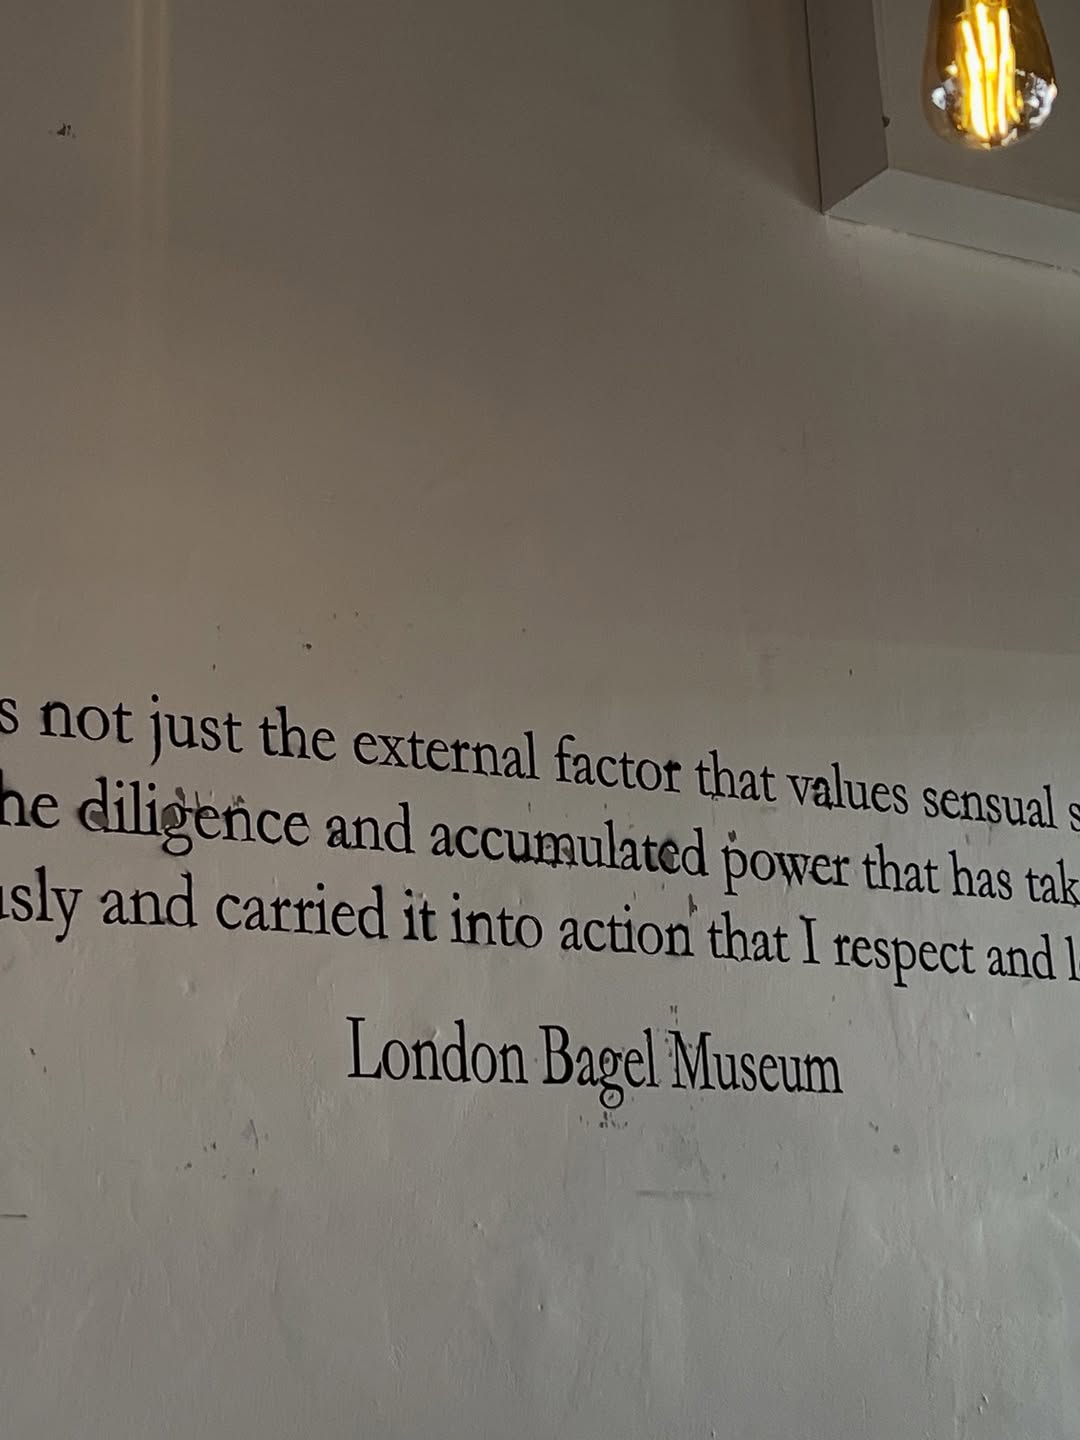 not just the external factor that values sensual
diligence and accumulated power that has
and carried it into action that I respect and
London Bagel Museum